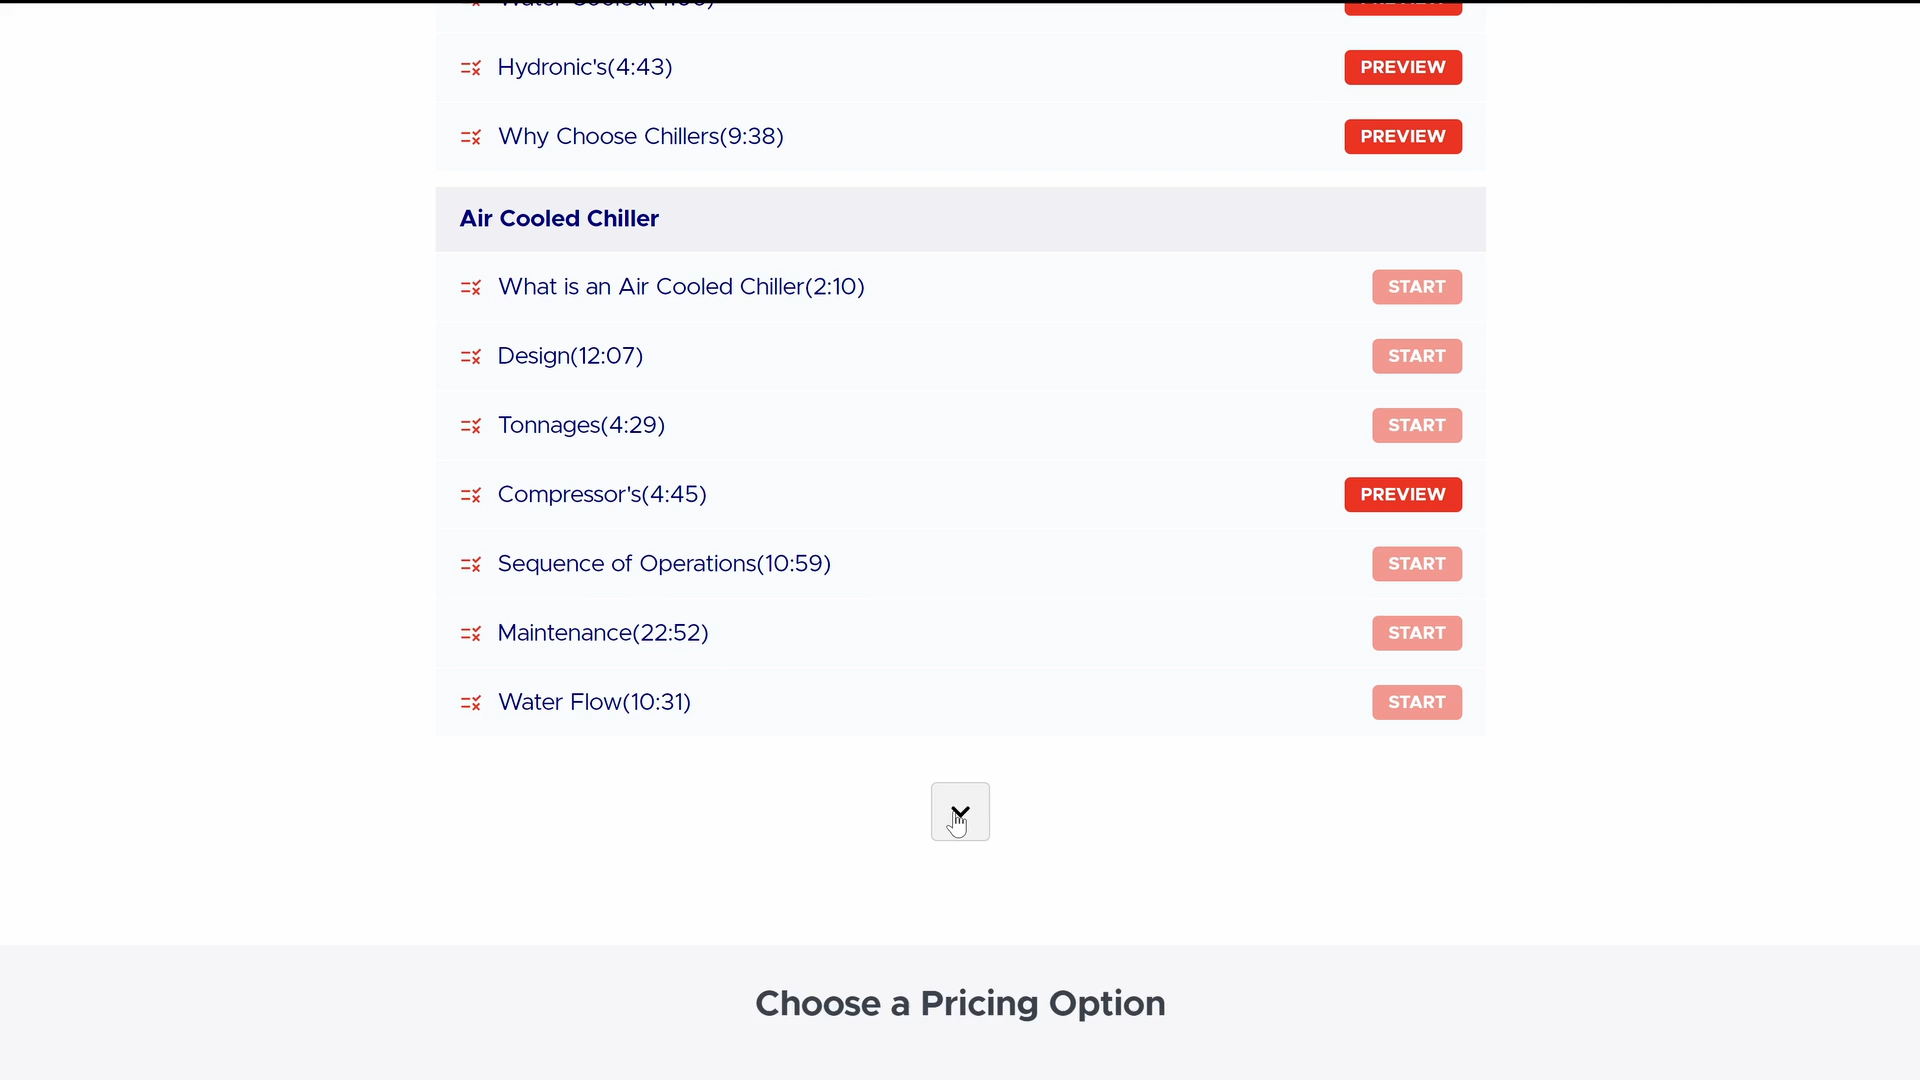 Hydronic's(4:43)
PREVIEW
Why Choose Chillers(9:38)
PREVIEW
Air Cooled Chiller
What is an Air Cooled Chiller(2:10)
START
Design(12:07)
START
Tonnages(4:29)
START
Compressor's(4:45)
PREVIEW
Sequence of Operations(10:59)
START
Maintenance(22:52)
START
Water Flow(10:31)
START
Choose a Pricing Option